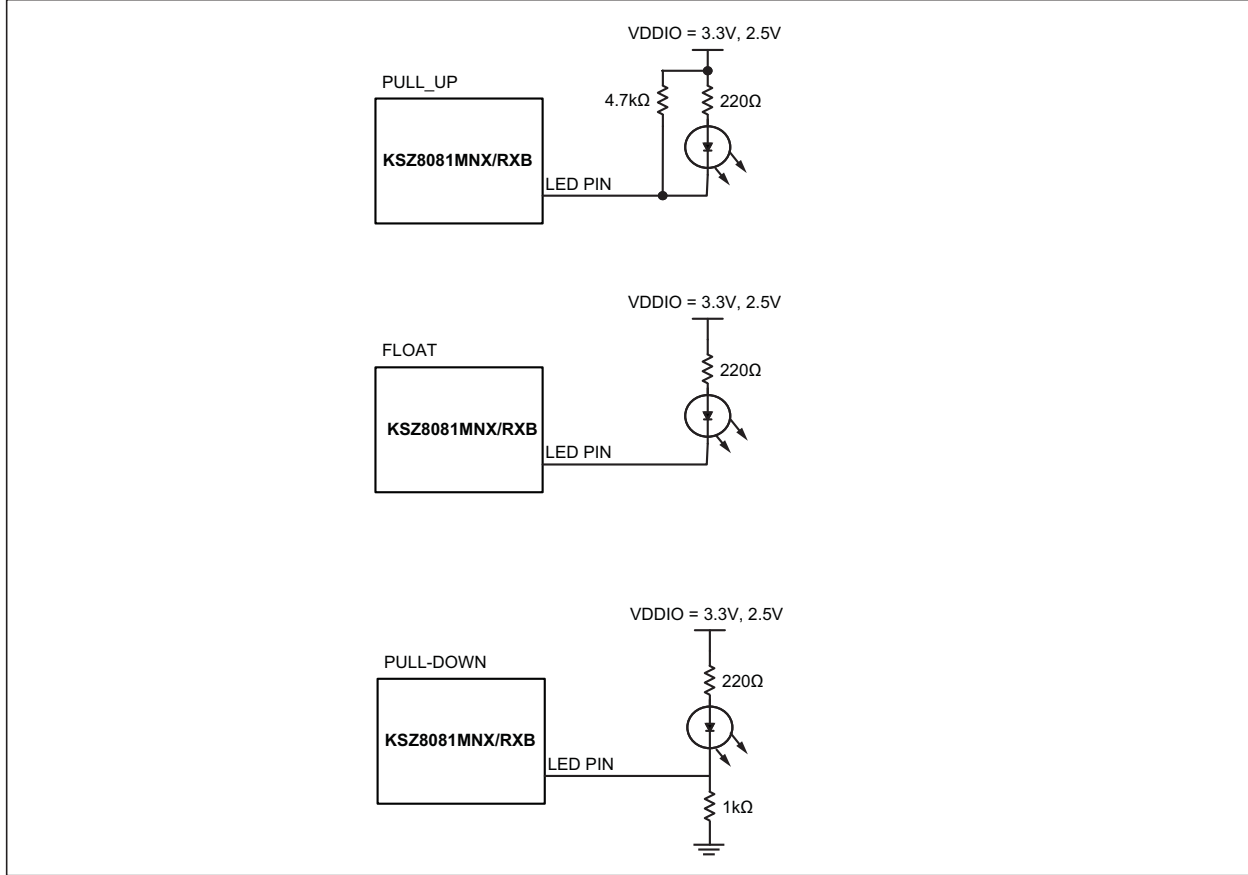 VDDIO = 3.3V, 2.5V
PULL_UP
4.7kΩ
220Ω
KSZ8081MNX/RXB
LED PIN
VDDIO = 3.3V, 2.5V
FLOAT
220Ω
KSZ8081MNX/RXB
LED PIN
VDDIO = 3.3V, 2.5V
PULL-DOWN
220Ω
KSZ8081MNX/RXB
LED PIN
1kΩ